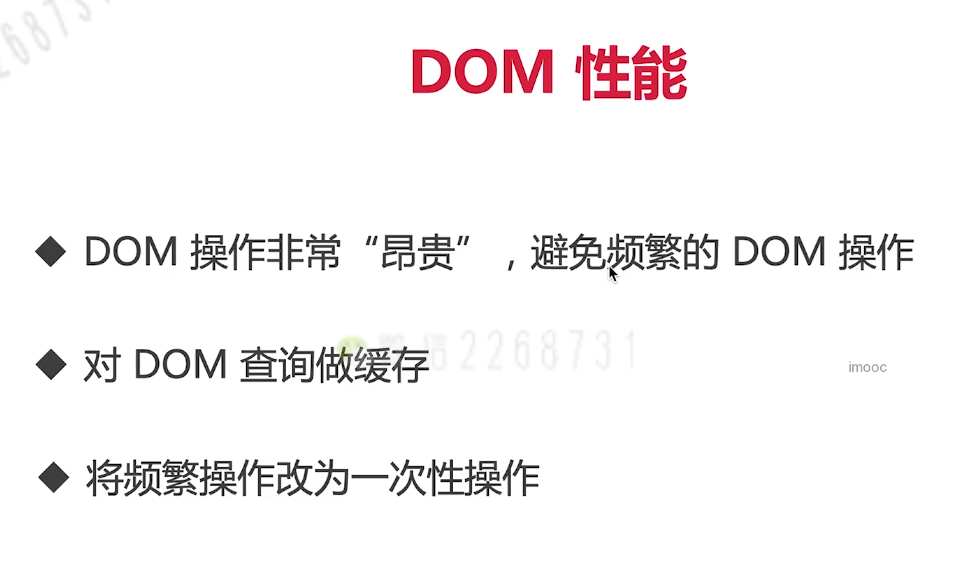 DOM 性能
◆ DOM 操作非常“昂贵”，避免频繁的 DOM 操作
◆ 对 DOM 查询做缓存
2268731
imooc
◆ 将频繁操作改为一次性操作